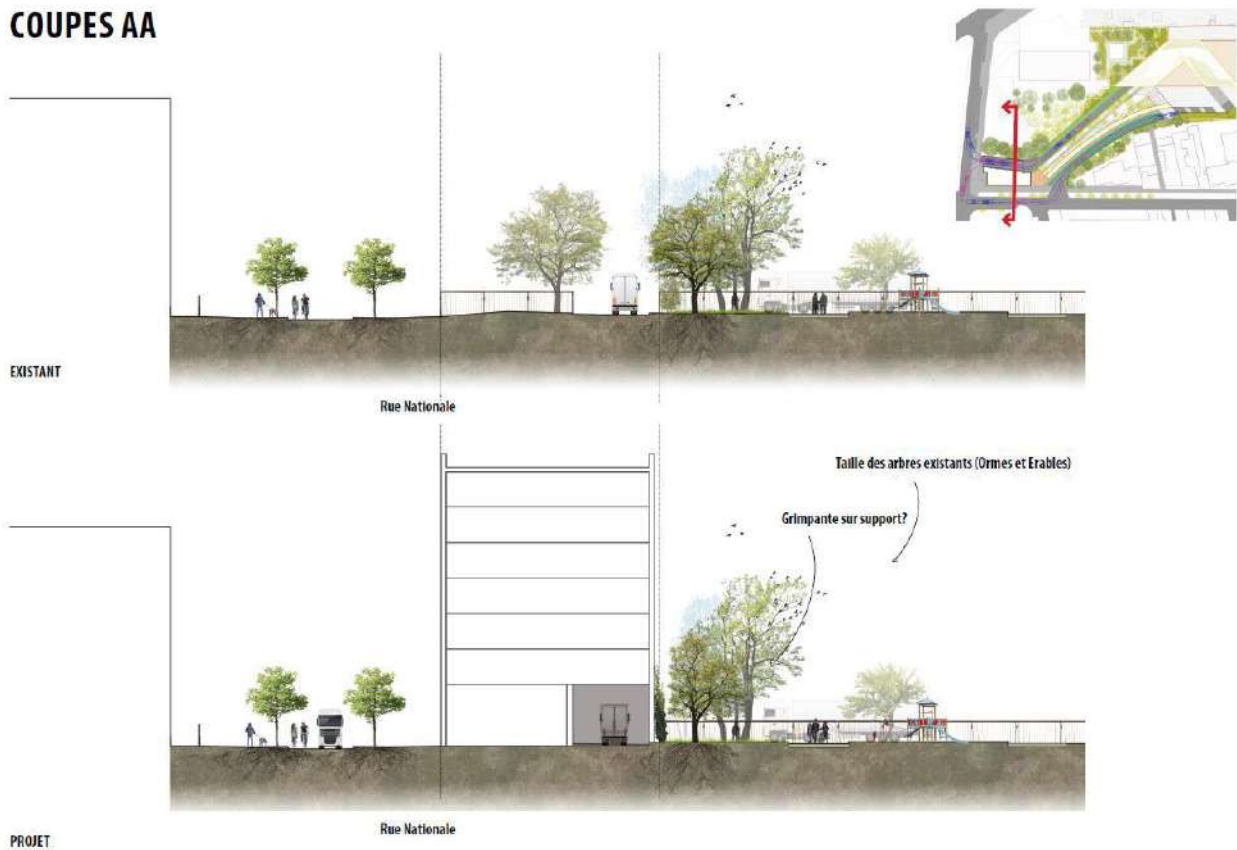 COUPES AA
EXISTANT
Rue Nationale
Taille des arbres existants (Ormes et Erables)
Grimpante sur support?
Rue Nationale
PROJET